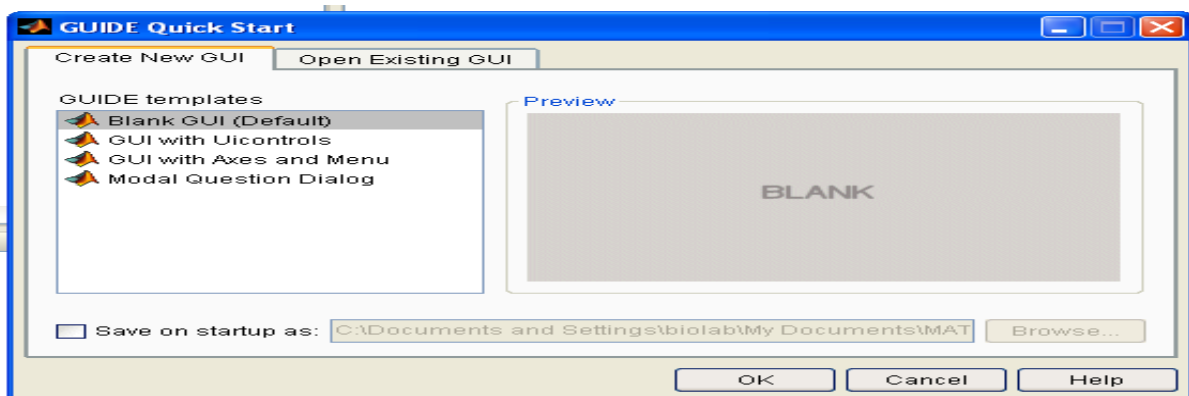 GUIDE Quick Start
Create New GUI
Open Existing GUI
GUIDE templates
Blank GUI (Default)
GUI with Uicontrols
GUI with Axes and Menu
Modal Question Dialog
Preview
BLANK
Save on startup as: C:\Documents and Settings\biolab\My Documents\MAT Browse...
OK Cancel Help